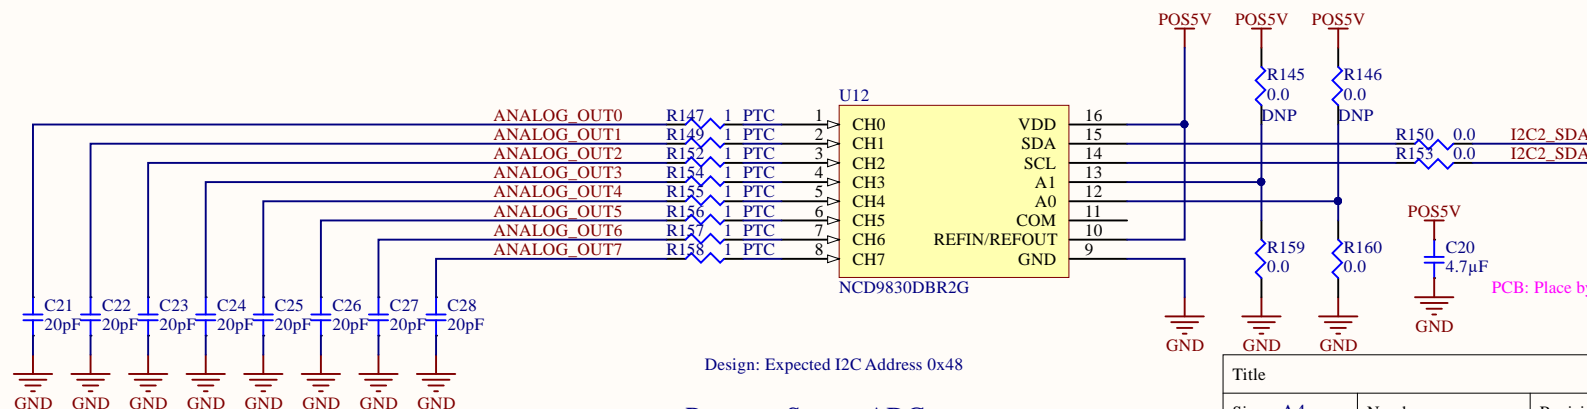 POS5V POS5V POS5V
R145
0.0
DNP
R146
0.0
DNP
U12
ANALOG_OUT0 R147 1 PTC 1 CH0 VDD 16
ANALOG_OUT1 R149 1 PTC 2 CH1 SDA 15 R150 0.0 I2C2_SDA
ANALOG_OUT2 R152 1 PTC 3 CH2 SCL 14 R153 0.0 I2C2_SDA
ANALOG_OUT3 R154 1 PTC 4 CH3 A1 13
ANALOG_OUT4 R155 1 PTC 5 CH4 A0 12
ANALOG_OUT5 R156 1 PTC 6 CH5 COM 11
ANALOG_OUT6 R157 1 PTC 7 CH6 REFIN/REFOUT 10
ANALOG_OUT7 R158 1 PTC 8 CH7 GND 9
NCD9830DBR2G
R159
0.0
R160
0.0
POS5V
C20
4.7µF
GND
PCB: Place by
C21
20pF
C22
20pF
C23
20pF
C24
20pF
C25
20pF
C26
20pF
C27
20pF
C28
20pF
GND GND GND
GND GND GND GND GND GND GND GND
Design: Expected I2C Address 0x48
Title
A4